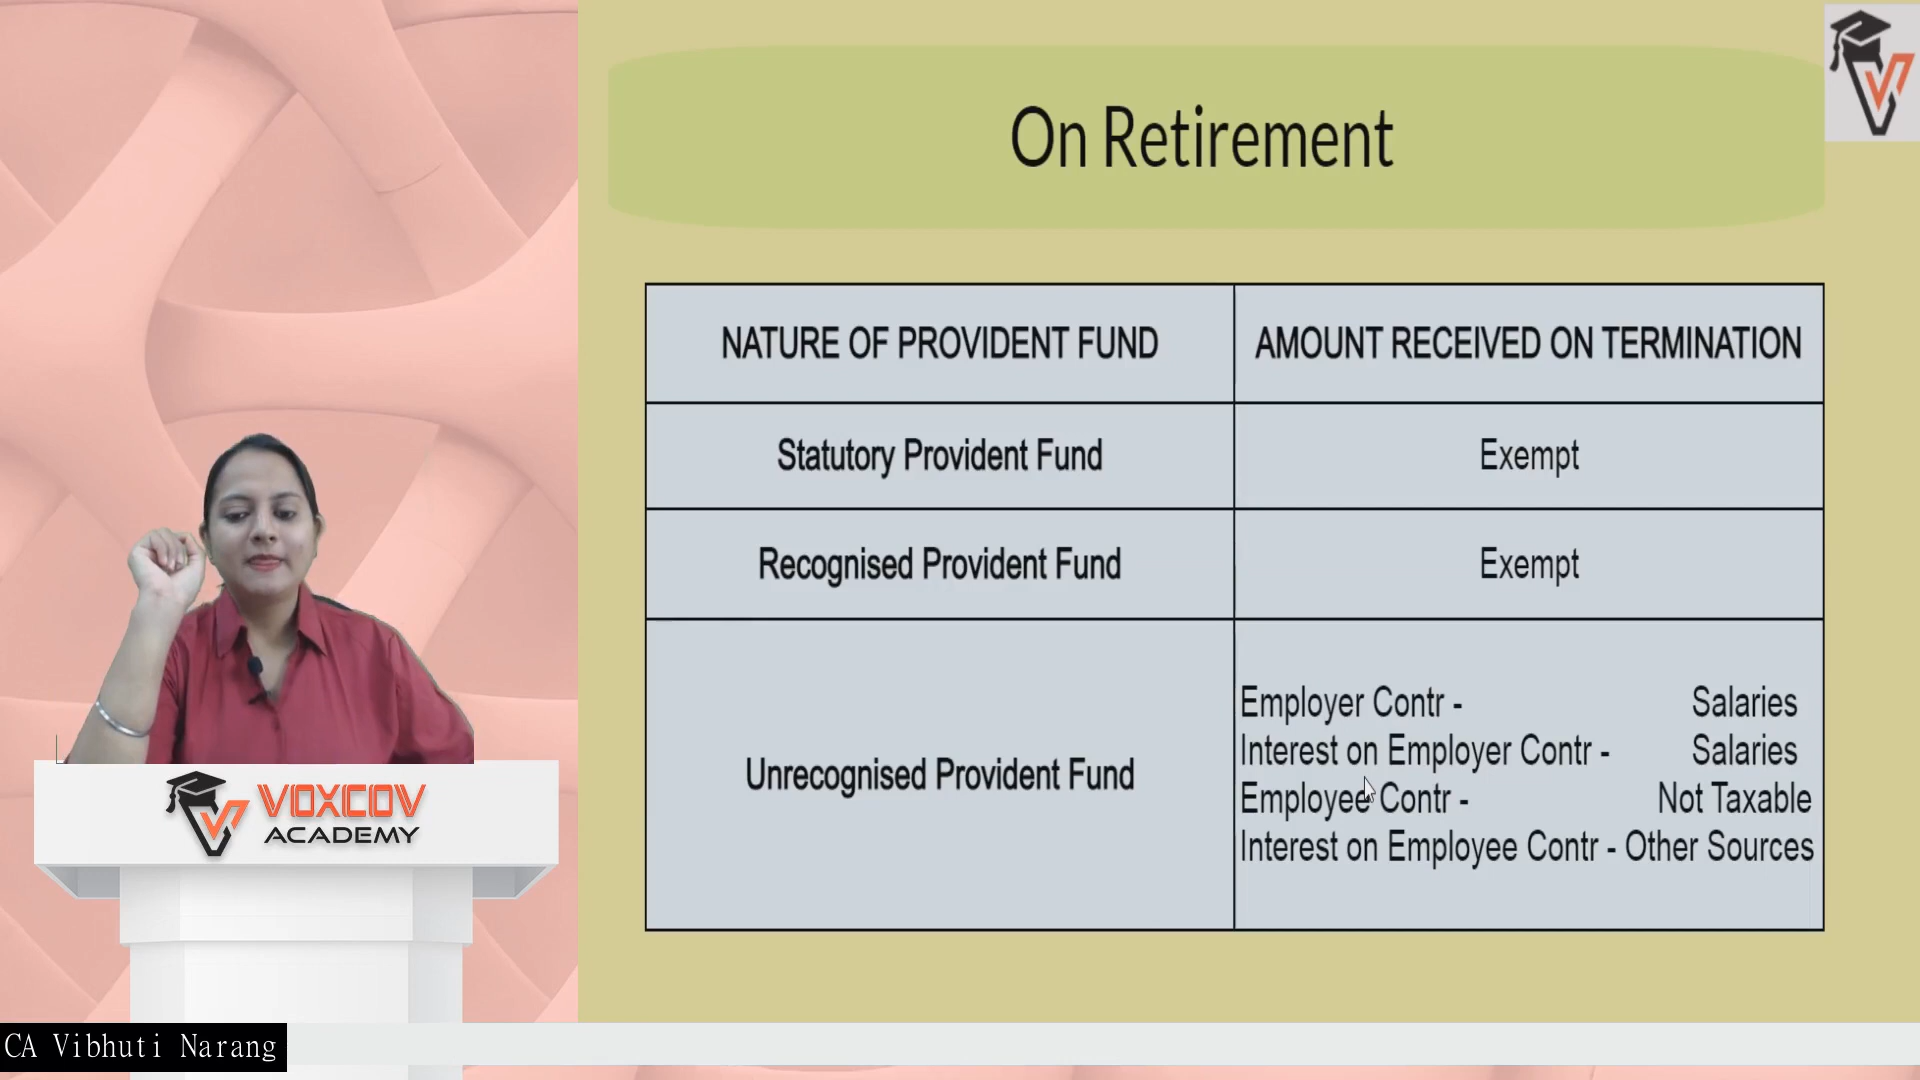 On Retirement
NATURE OF PROVIDENT FUND
AMOUNT RECEIVED ON TERMINATION
Statutory Provident Fund
Exempt
Recognised Provident Fund
Exempt
Unrecognised Provident Fund
Employer Contr - Salaries
Interest on Employer Contr - Salaries
Employee Contr - Not Taxable
Interest on Employee Contr - Other Sources
VOXCOV
ACADEMY
CA Vibhuti Narang